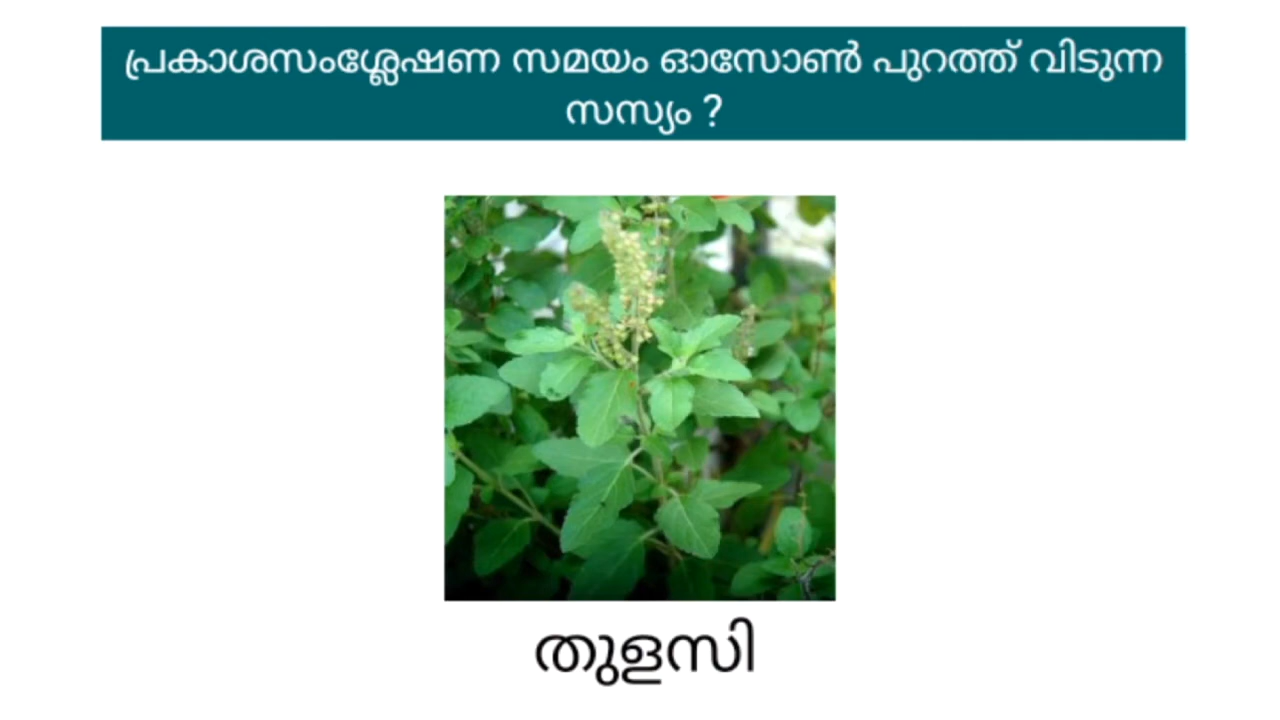 പ്രകാശസംശ്ലേഷണ സമയം ഓസോൺ പുറത്ത് വിടുന്ന
സസ്യം ?
തുളസി